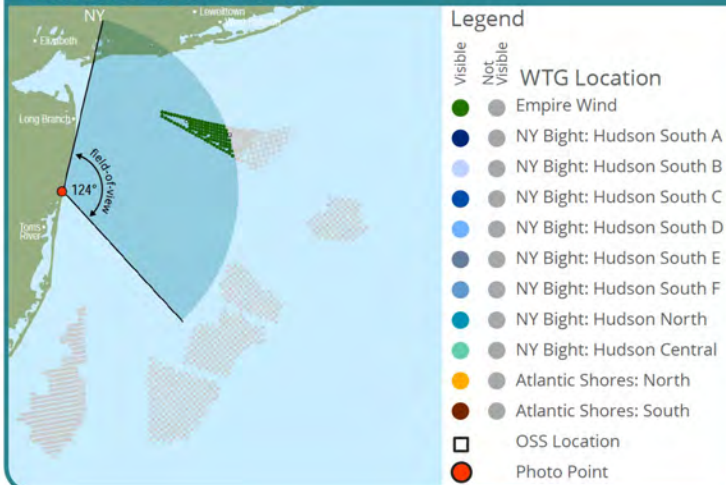 NY
Levittown
Elizabeth
Long Branch
field-of-view
124°
Toms
River
Legend
Visible
Not
Visible
WTG Location
Empire Wind
NY Bight: Hudson South A
NY Bight: Hudson South B
NY Bight: Hudson South C
NY Bight: Hudson South D
NY Bight: Hudson South E
NY Bight: Hudson South F
NY Bight: Hudson North
NY Bight: Hudson Central
Atlantic Shores: North
Atlantic Shores: South
OSS Location
Photo Point